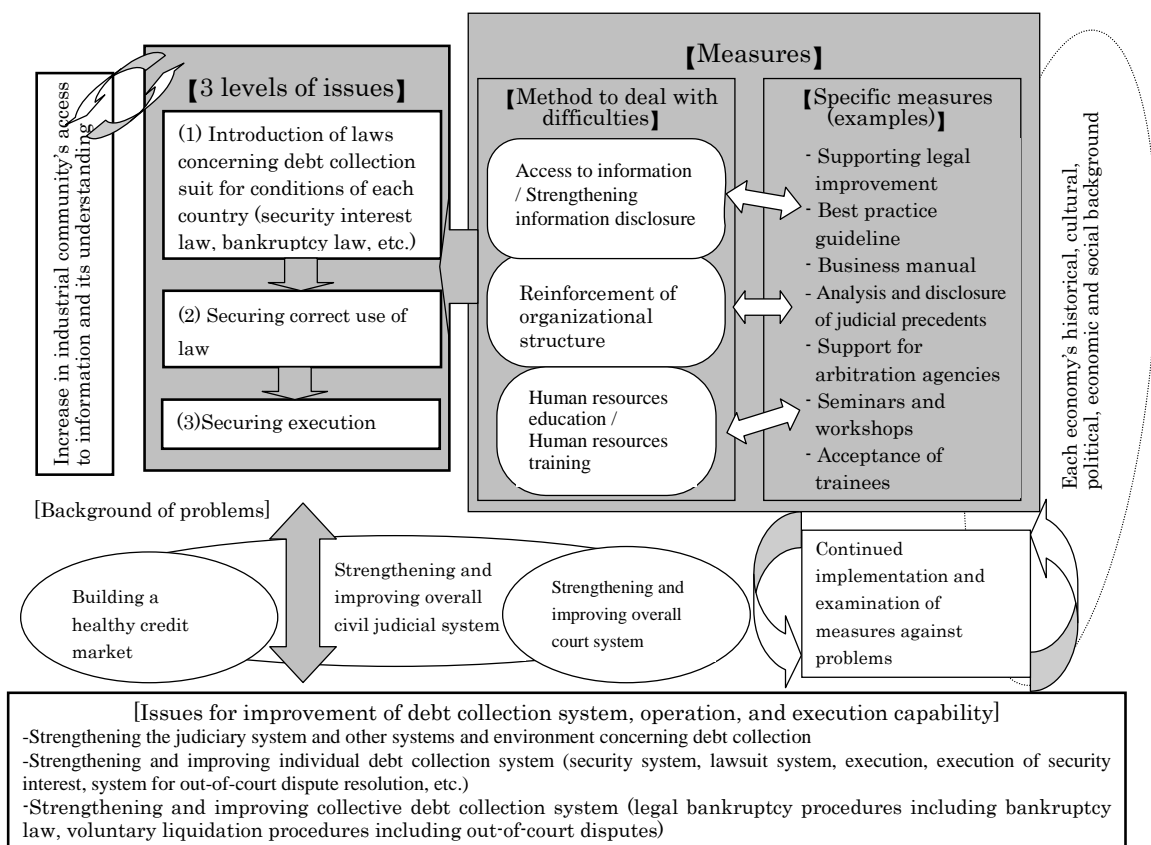 Increase in industrial community's access
to information and its understanding
【3 levels of issues】
(1) Introduction of laws
concerning debt collection
suit for conditions of each
country (security interest
law, bankruptcy law, etc.)
(2) Securing correct use of
law
(3)Securing execution
【Measures】
【Method to deal with
difficulties】
Access to information
/ Strengthening
information disclosure
Reinforcement of
organizational
structure
Human resources
education /
Human resources
training
【Specific measures
(examples)】
- Supporting legal
improvement
- Best practice
guideline
- Business manual
- Analysis and disclosure
of judicial precedents
- Support for
arbitration agencies
- Seminars and
workshops
- Acceptance of
trainees
Each economy's historical, cultural,
political, economic and social background
[Background of problems]
Building a
healthy credit
market
Strengthening and
improving overall
civil judicial system
Strengthening and
improving overall
court system
Continued
implementation and
examination of
measures against
problems
[Issues for improvement of debt collection system, operation, and execution capability]
-Strengthening the judiciary system and other systems and environment concerning debt collection
-Strengthening and improving individual debt collection system (security system, lawsuit system, execution, execution of security
interest, system for out-of-court dispute resolution, etc.)
-Strengthening and improving collective debt collection system (legal bankruptcy procedures including bankruptcy
law, voluntary liquidation procedures including out-of-court disputes)